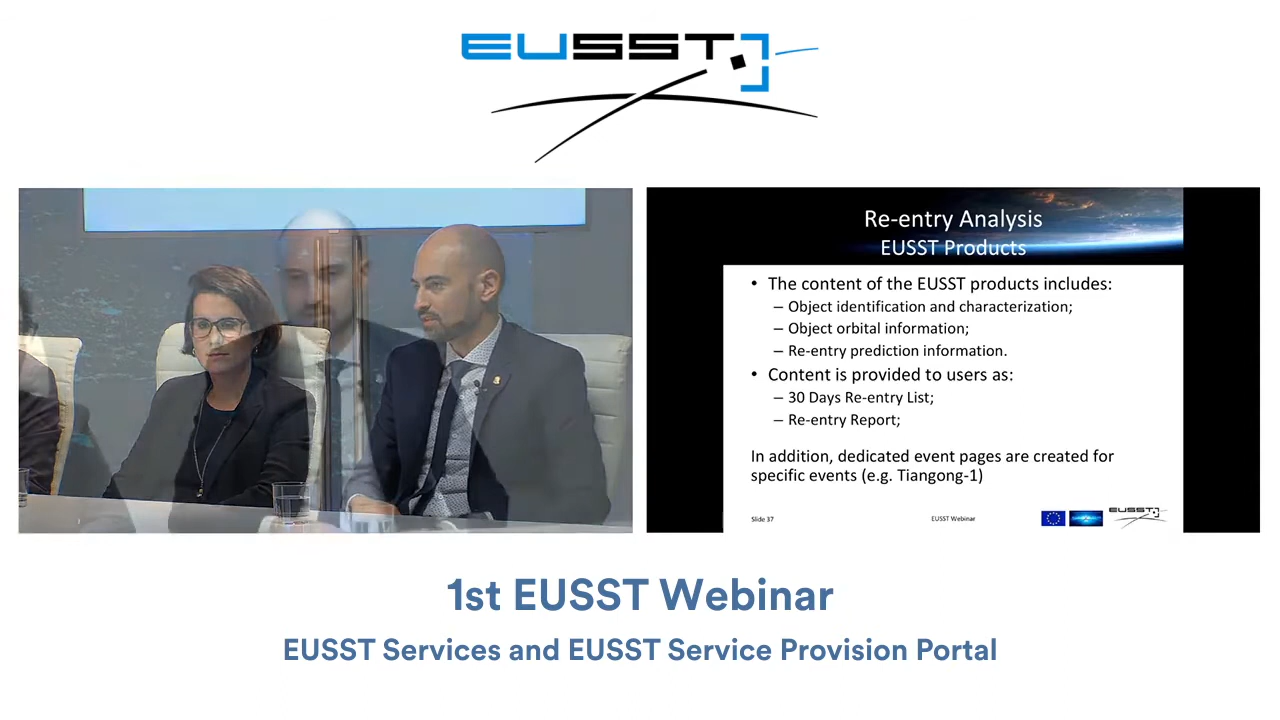 EUSST
Re-entry Analysis
EUSST Products
• The content of the EUSST products includes:
– Object identification and characterization;
– Object orbital information;
– Re-entry prediction information.
• Content is provided to users as:
– 30 Days Re-entry List;
– Re-entry Report;
In addition, dedicated event pages are created for
specific events (e.g. Tiangong-1)
Slide 37
EUSST Webinar
EUSST
1st EUSST Webinar
EUSST Services and EUSST Service Provision Portal